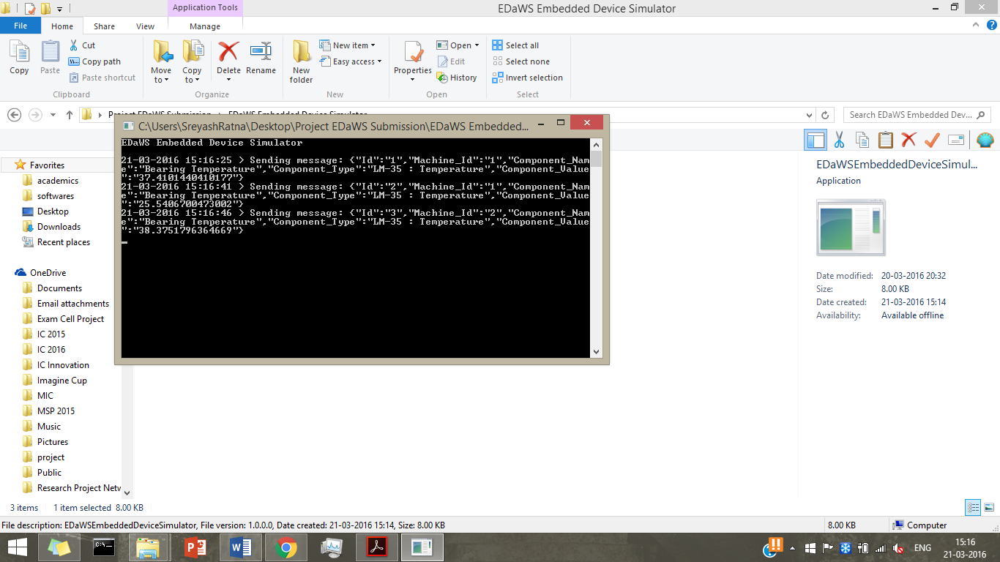 Application Tools
EDaWS Embedded Device Simulator
File Home Share View Manage
Copy
Paste
Cut
Copy path
Paste shortcut
Clipboard
Move to
Copy to
Delete
Rename
Organize
New folder
New item
Easy access
New
Properties
Open
Edit
History
Open
Select all
Select none
Invert selection
Select
Search EDaWS Embedded Dev...
C:\Users\SreyashRatna\Desktop\Project EDaWS Submission\EDaWS Embedded...
EDaWS Embedded Device Simulator
21-03-2016 15:16:25 > Sending message: {"Id":"1","Machine_Id":"1","Component_Nam
e":"Bearing Temperature","Component_Type":"LM-35 : Temperature","Component_Value
":"37.4101440410177"}
21-03-2016 15:16:41 > Sending message: {"Id":"2","Machine_Id":"1","Component_Nam
e":"Bearing Temperature","Component_Type":"LM-35 : Temperature","Component_Value
":"25.5406700473002"}
21-03-2016 15:16:46 > Sending message: {"Id":"3","Machine_Id":"2","Component_Nam
e":"Bearing Temperature","Component_Type":"LM-35 : Temperature","Component_Value
":"38.3751796364669"}
Favorites
academics
softwares
Desktop
Downloads
Recent places
OneDrive
Documents
Email attachments
Exam Cell Project
IC 2015
IC 2016
IC Innovation
Imagine Cup
MIC
MSP 2015
Music
Pictures
project
Public
Research Project Netw
EDaWSEmbeddedDeviceSimul...
Application
Date modified: 20-03-2016 20:32
Size: 8.00 KB
Date created: 21-03-2016 15:14
Availability: Available offline
3 items 1 item selected 8.00 KB
File description: EDaWSEmbeddedDeviceSimulator, File version: 1.0.0.0, Date created: 21-03-2016 15:14, Size: 8.00 KB
8.00 KB
Computer
ENG
15:16
21-03-2016